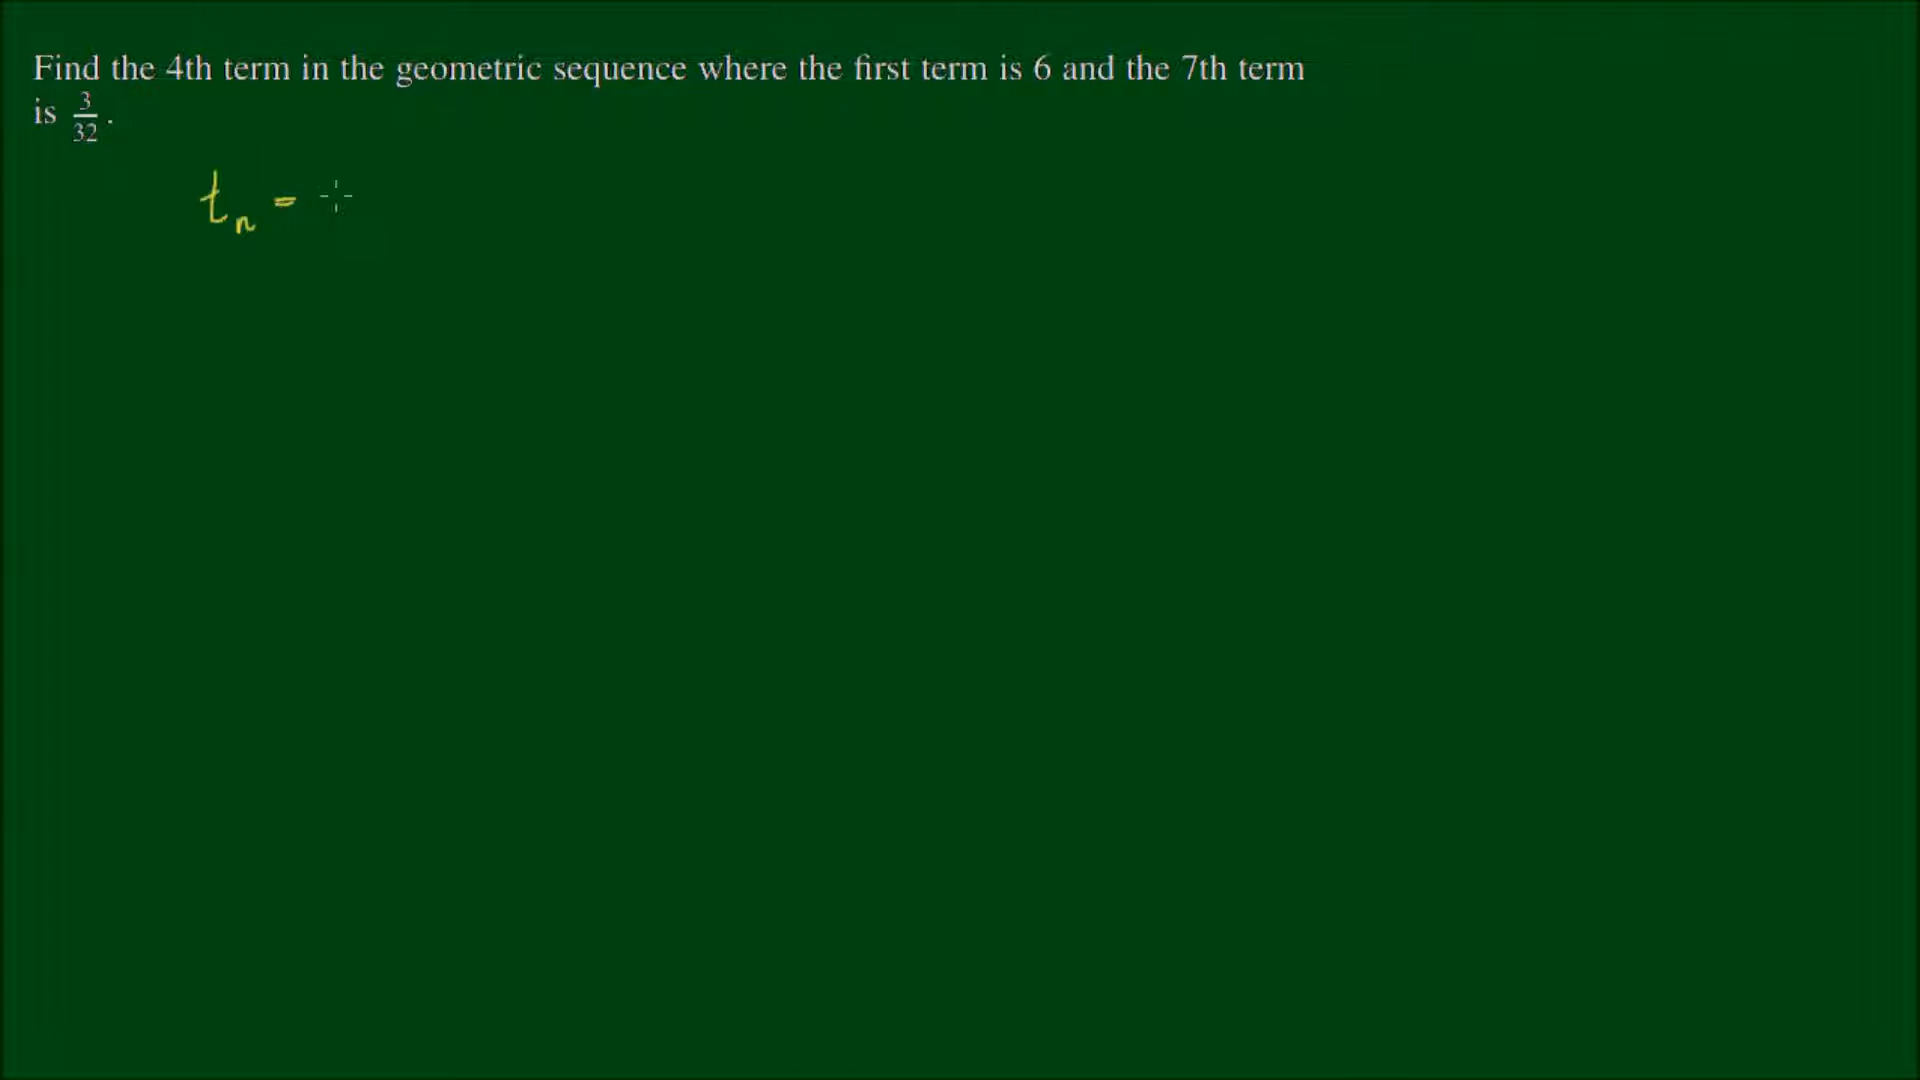 Find the 4th term in the geometric sequence where the first term is 6 and the 7th term
is 3/32 .
tₙ =